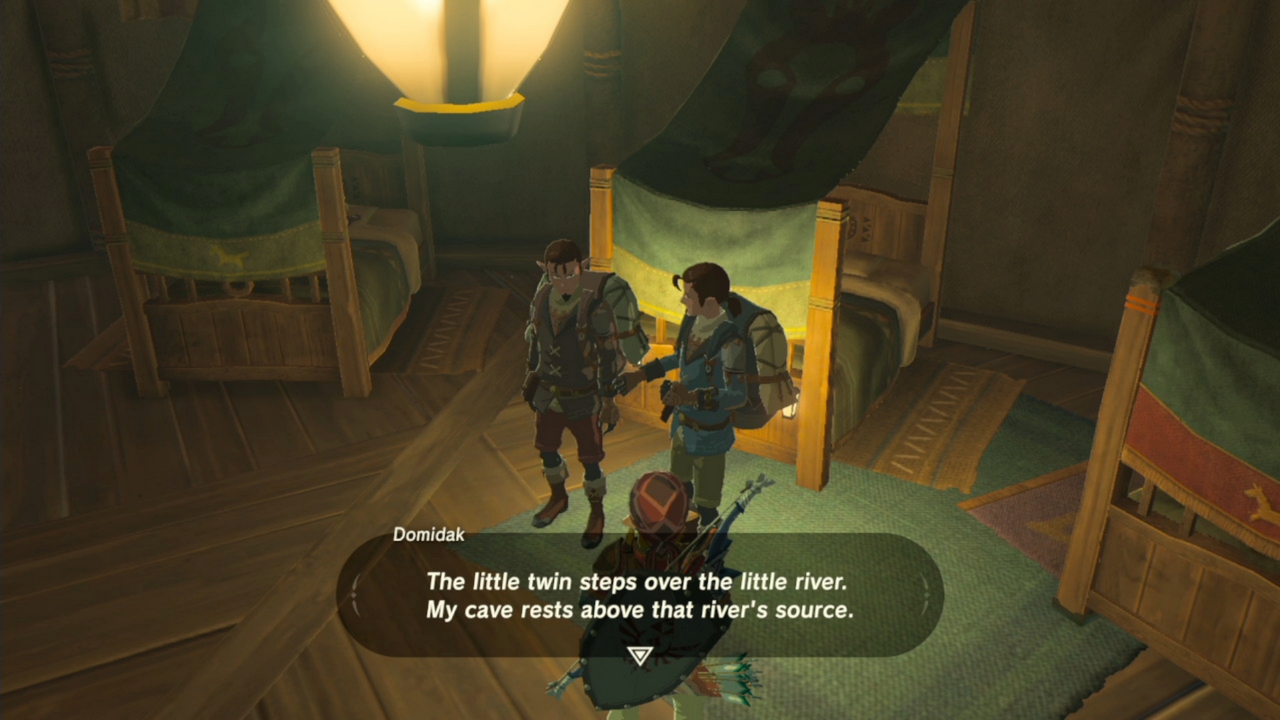 Domidak
The little twin steps over the little river.
My cave rests above that river's source.